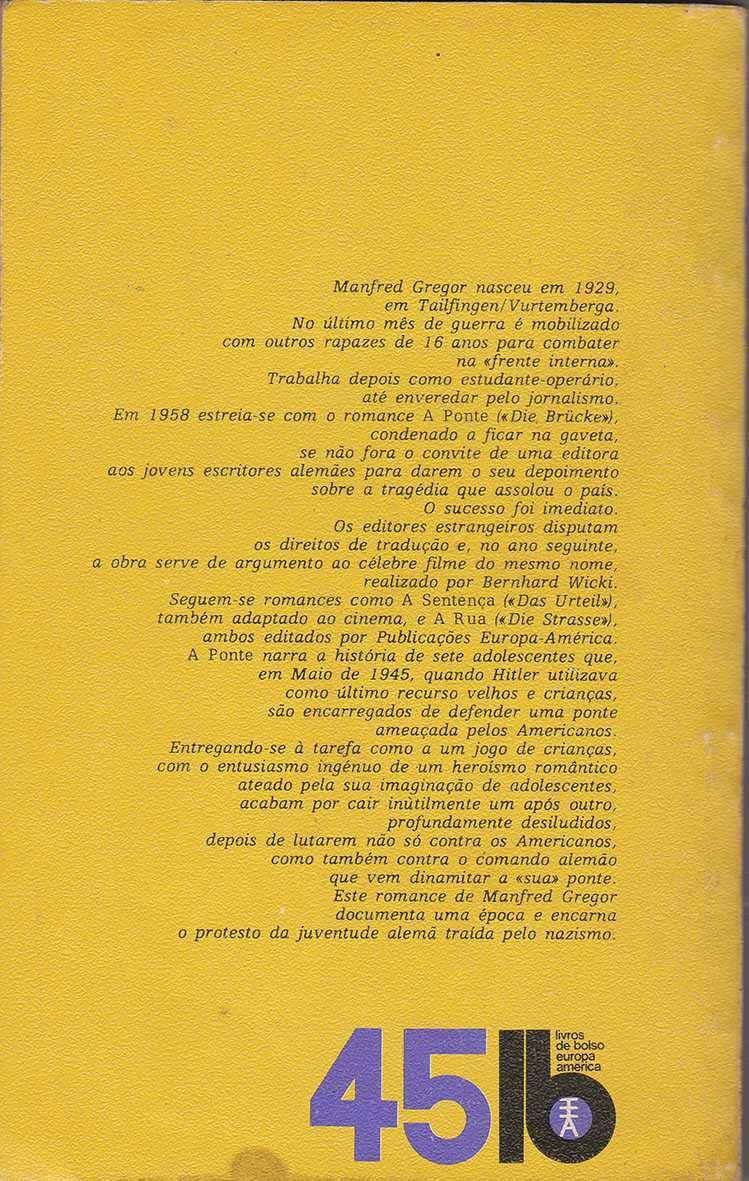 Manfred Gregor nasceu em 1929,
em Tailfingen/Vurtemberga.
No último mês de guerra é mobilizado
com outros rapazes de 16 anos para combater
na «frente interna».
Trabalha depois como estudante-operário,
até enveredar pelo jornalismo.
Em 1958 estreia-se com o romance A Ponte («Die Brücke»),
condenado a ficar na gaveta,
se não fora o convite de uma editora
aos jovens escritores alemães para darem o seu depoimento
sobre a tragédia que assolou o país.
O sucesso foi imediato.
Os editores estrangeiros disputam
os direitos de tradução e, no ano seguinte,
a obra serve de argumento ao célebre filme do mesmo nome,
realizado por Bernhard Wicki.
Seguem-se romances como A Sentença («Das Urteil»),
também adaptado ao cinema, e A Rua («Die Strasse»),
ambos editados por Publicações Europa-América.
A Ponte narra a história de sete adolescentes que,
em Maio de 1945, quando Hitler utilizava
como último recurso velhos e crianças,
são encarregados de defender uma ponte
ameaçada pelos Americanos.
Entregando-se à tarefa como a um jogo de crianças,
com o entusiasmo ingénuo de um heroísmo romântico
ateado pela sua imaginação de adolescentes,
acabam por cair inùtilmente um após outro,
profundamente desiludidos,
depois de lutarem não só contra os Americanos,
como também contra o comando alemão
que vem dinamitar a «sua» ponte.
Este romance de Manfred Gregor
documenta uma época e encarna
o protesto da juventude alemã traída pelo nazismo.
45 lb
livros
de bolso
europa
america
EA